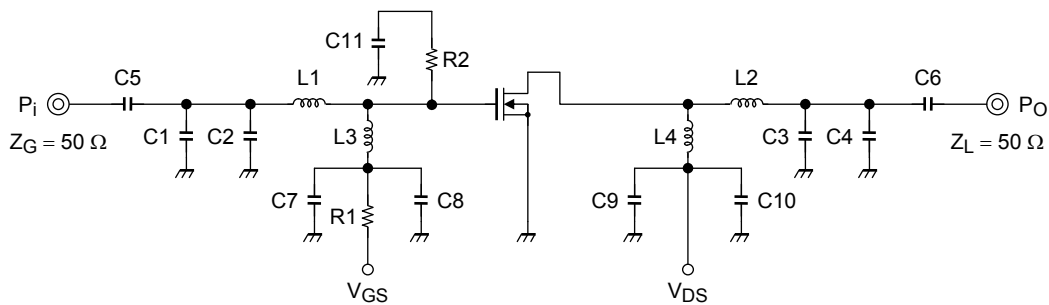 C11
R2
C5
L1
L2
C6
Pi
PO
ZG = 50 Ω
C1
C2
L3
L4
C3
C4
ZL = 50 Ω
C7
R1
C8
C9
C10
VGS
VDS